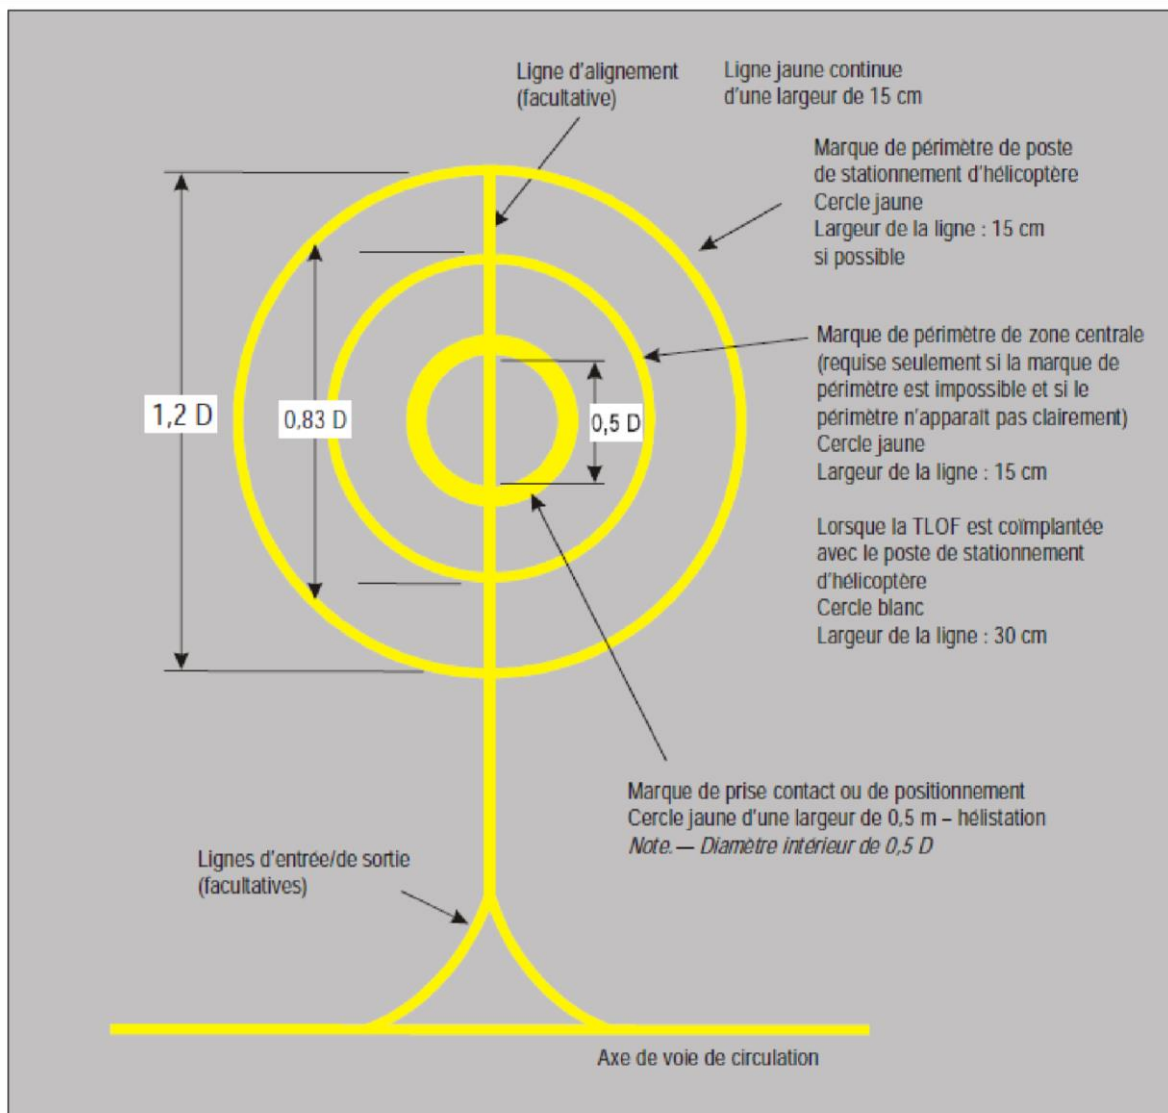 Ligne d'alignement
(facultative)
Ligne jaune continue
d'une largeur de 15 cm
Marque de périmètre de poste
de stationnement d'hélicoptère
Cercle jaune
Largeur de la ligne : 15 cm
si possible
Marque de périmètre de zone centrale
(requise seulement si la marque de
périmètre est impossible et si le
périmètre n'apparaît pas clairement)
Cercle jaune
Largeur de la ligne : 15 cm
1,2 D
0,83 D
0,5 D
Lorsque la TLOF est coïmplantée
avec le poste de stationnement
d'hélicoptère
Cercle blanc
Largeur de la ligne : 30 cm
Marque de prise contact ou de positionnement
Cercle jaune d'une largeur de 0,5 m – hélistation
Note.— Diamètre intérieur de 0,5 D
Lignes d'entrée/de sortie
(facultatives)
Axe de voie de circulation